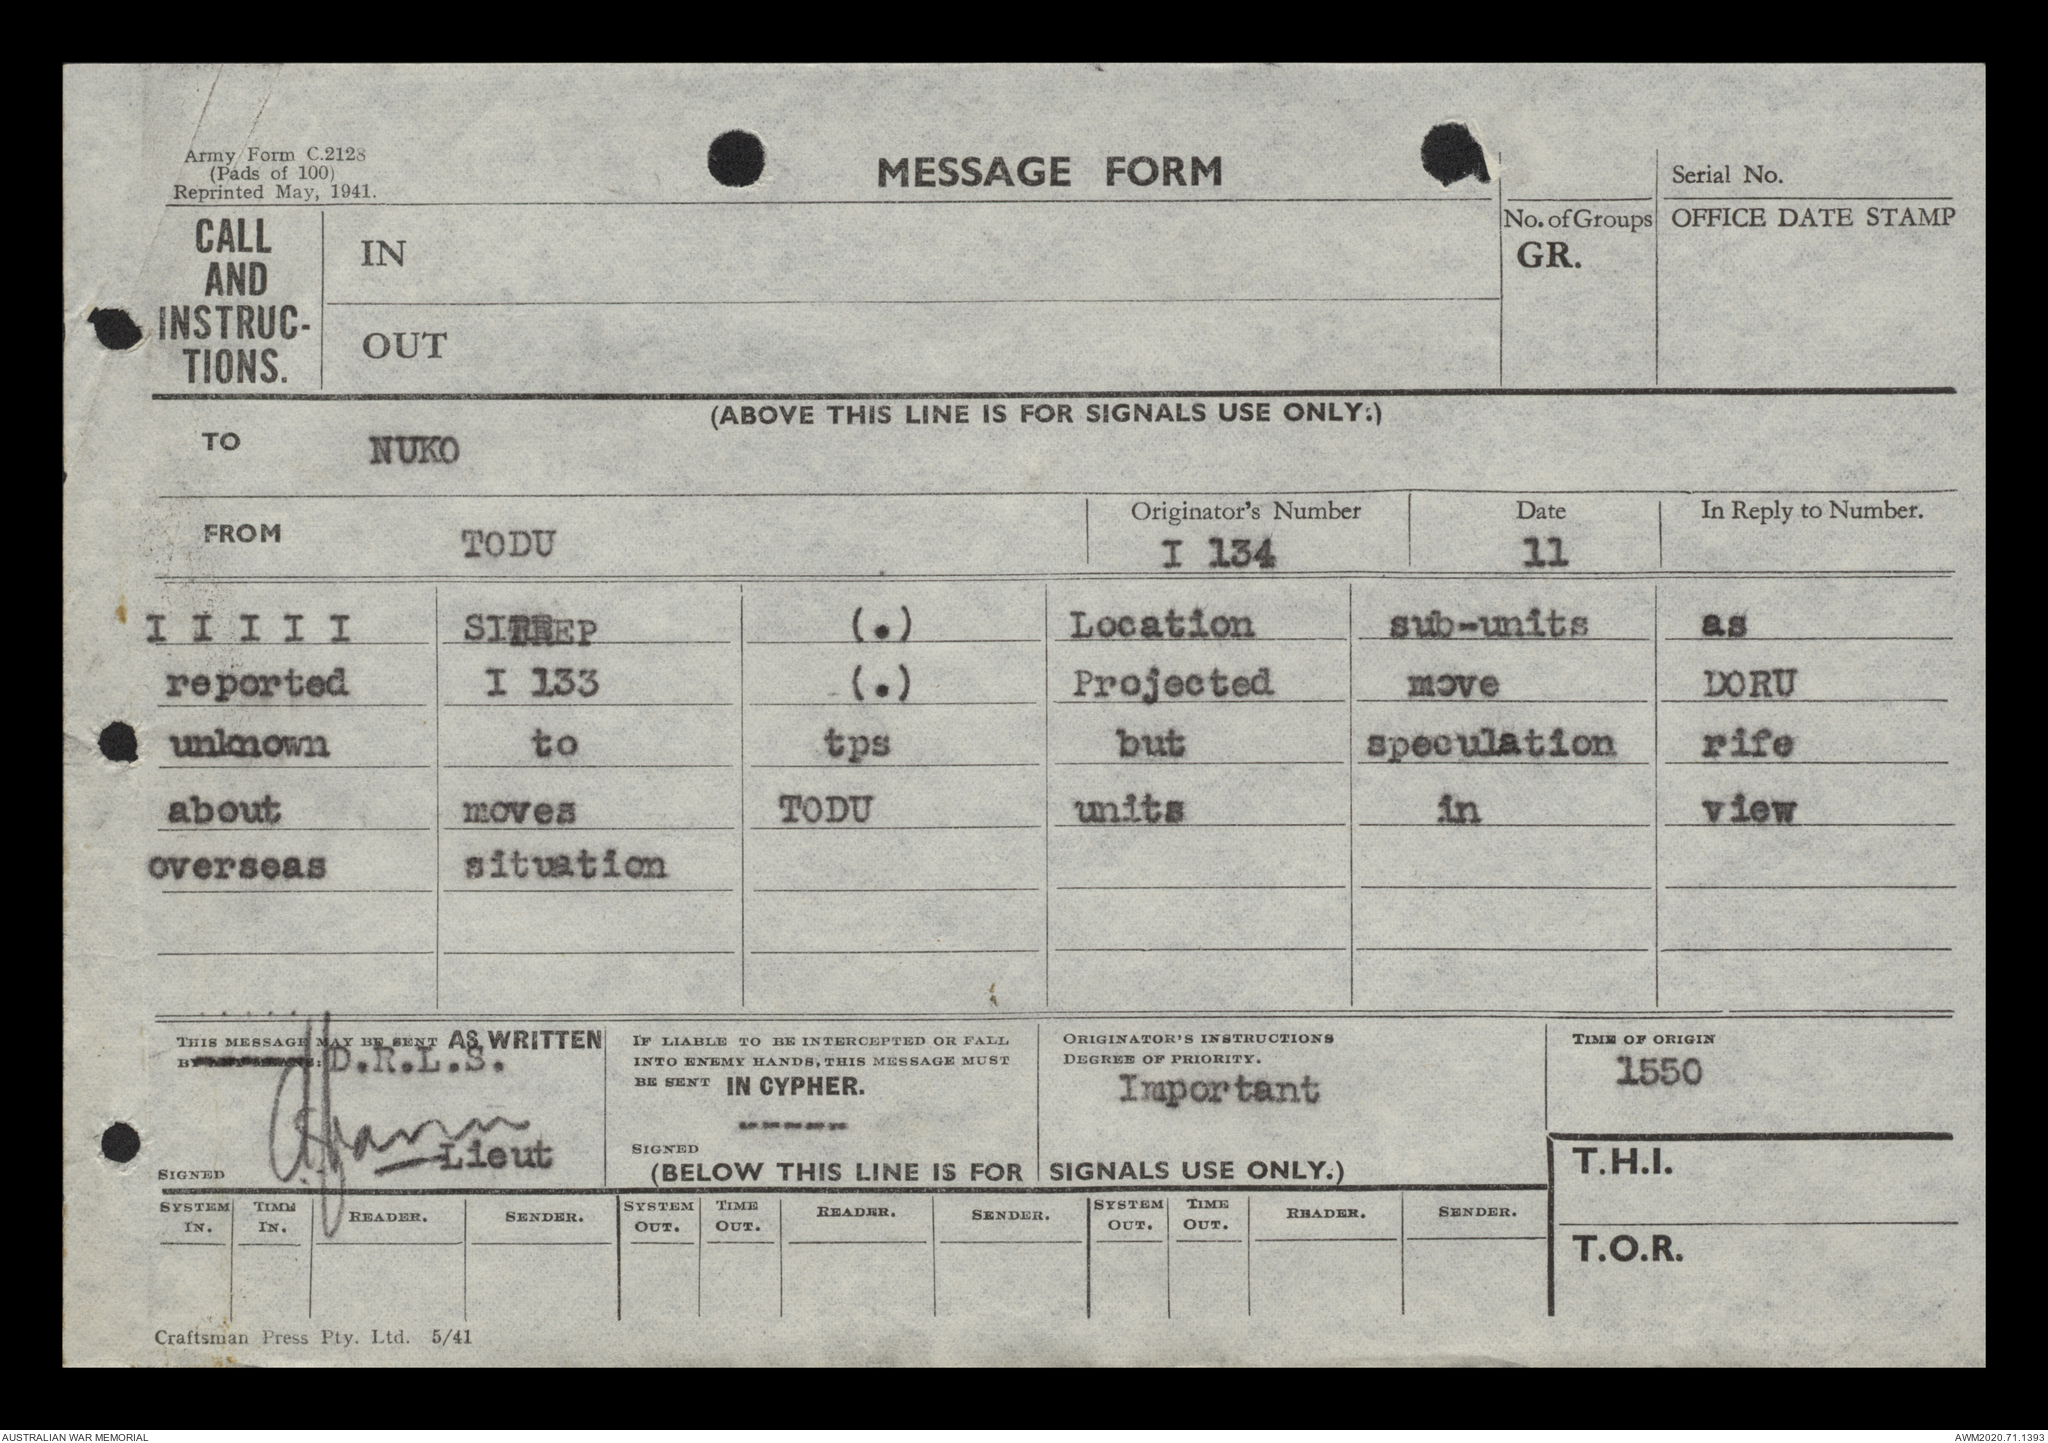 Army Form C.2128
(Pads of 100)
Reprinted May, 1941.
MESSAGE FORM
Serial No.
CALL AND INSTRUC-TIONS.
IN
No. of Groups GR.
OFFICE DATE STAMP
OUT
(ABOVE THIS LINE IS FOR SIGNALS USE ONLY.)
TO NUKO
FROM TODU
Originator's Number I 134
Date 11
In Reply to Number.
I I I I I SITREP (.) Location sub-units as
reported I 133 (.) Projected move DORU
unknown to tps but speculation rife
about moves TODU units in view
overseas situation
THIS MESSAGE MAY BE SENT AS WRITTEN
BY D.R.L.S.
Lieut
SIGNED
IF LIABLE TO BE INTERCEPTED OR FALL
INTO ENEMY HANDS, THIS MESSAGE MUST
BE SENT IN CYPHER.
SIGNED
ORIGINATOR'S INSTRUCTIONS
DEGREE OF PRIORITY.
Important
TIME OF ORIGIN
1550
(BELOW THIS LINE IS FOR SIGNALS USE ONLY.)
T.H.I.
SYSTEM IN. TIME IN. READER. SENDER. SYSTEM OUT. TIME OUT. READER. SENDER. SYSTEM OUT. TIME OUT. READER. SENDER.
T.O.R.
Craftsman Press Pty. Ltd. 5/41
AUSTRALIAN WAR MEMORIAL
AWM2020.71.1393